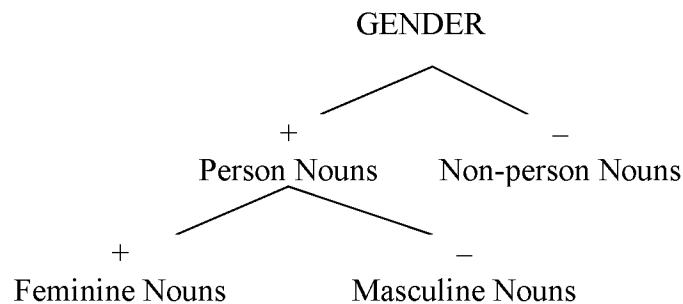 GENDER
+ –
Person Nouns Non-person Nouns
+ –
Feminine Nouns Masculine Nouns